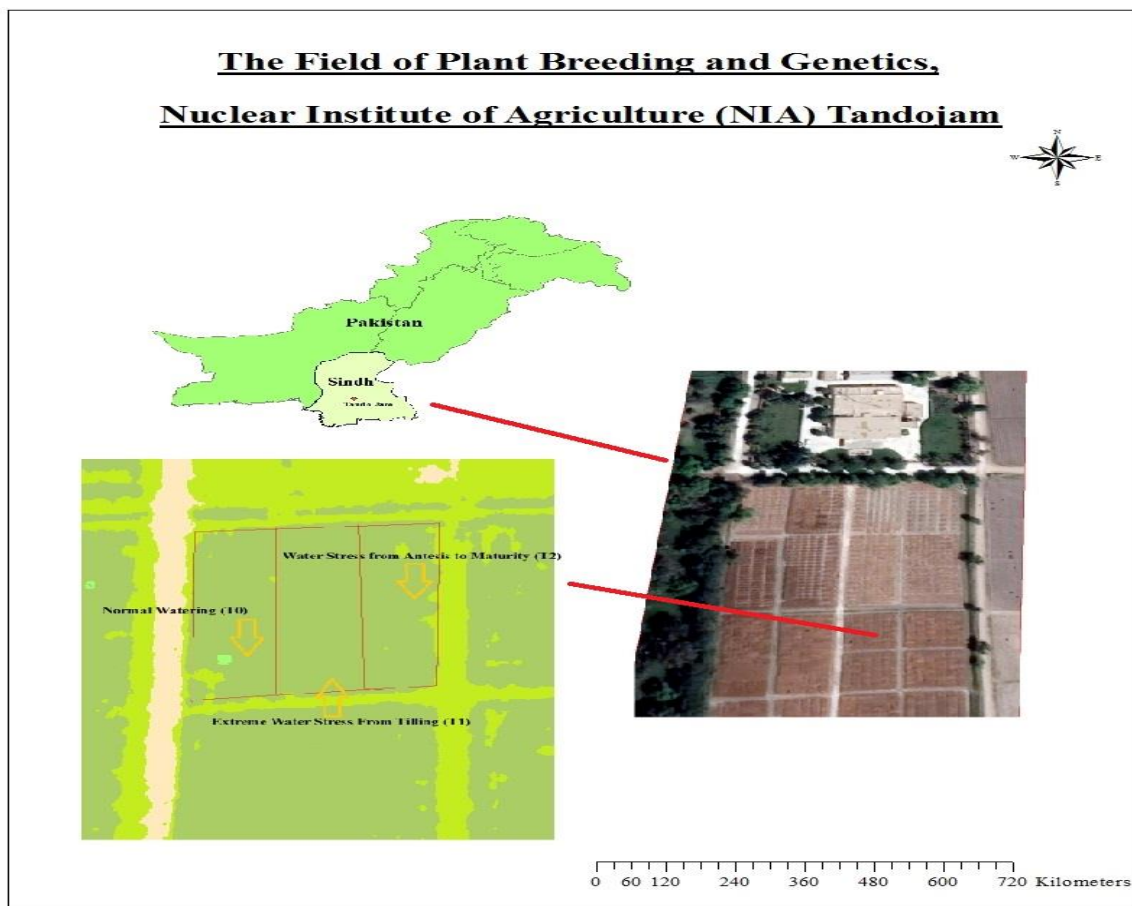 The Field of Plant Breeding and Genetics,
Nuclear Institute of Agriculture (NIA) Tandojam
N
W E
S
Pakistan
Sindh'
Tando Jam
Water Stress from Antesis to Maturity (T2)
Normal Watering (T0)
Extreme Water Stress From Tilling (T1)
0 60 120 240 360 480 600 720 Kilometers